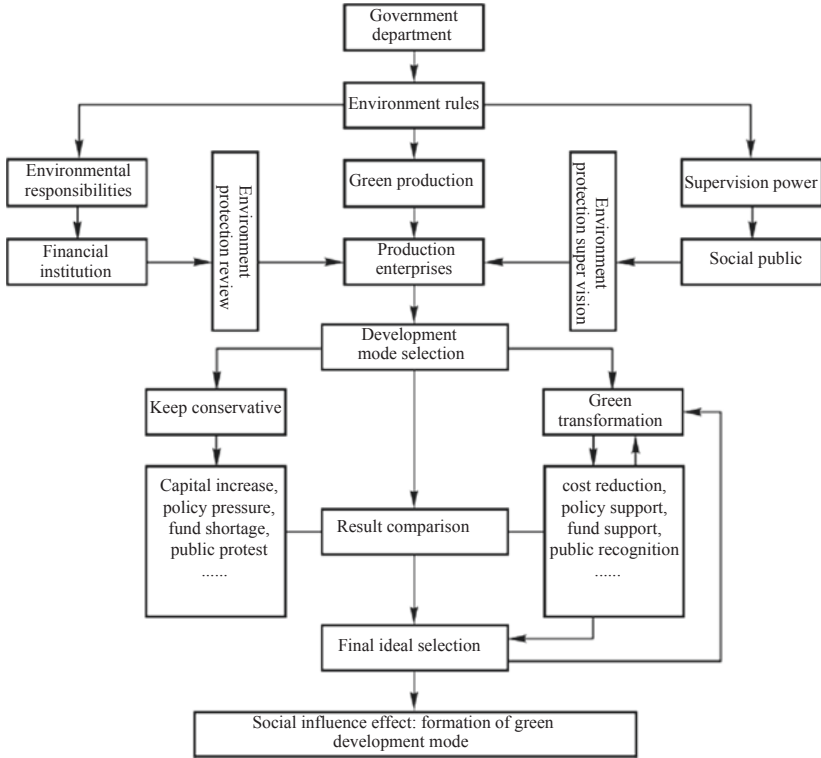 Government
department
Environment rules
Environmental
responsibilities
Environment
protection review
Green production
Environment
protection super vision
Supervision power
Financial
institution
Production
enterprises
Social public
Development
mode selection
Keep conservative
Green
transformation
Capital increase,
policy pressure,
fund shortage,
public protest
......
Result comparison
cost reduction,
policy support,
fund support,
public recognition
......
Final ideal selection
Social influence effect: formation of green
development mode